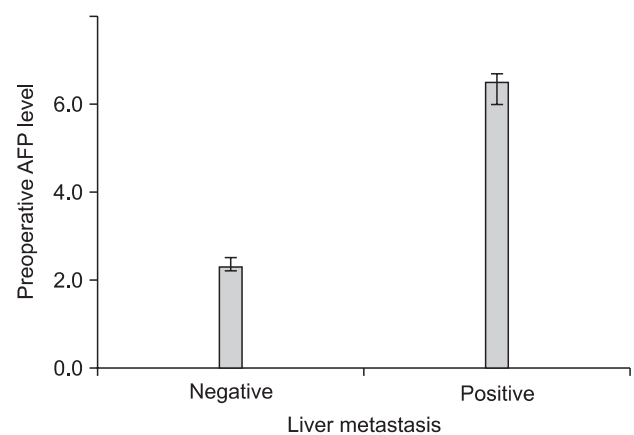 Preoperative AFP level
6.0
4.0
2.0
0.0
Negative
Positive
Liver metastasis